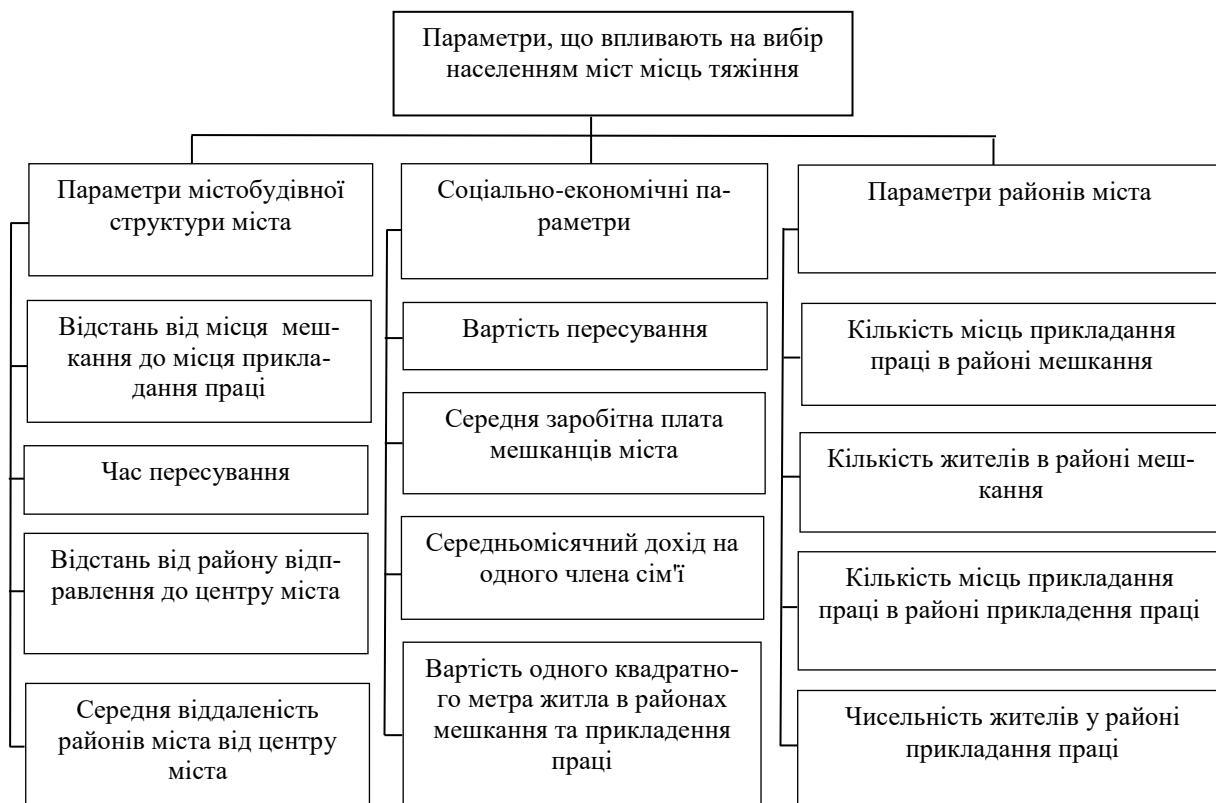 Параметри, що впливають на вибір
населенням міст місць тяжіння
Параметри містобудівної
структури міста
Відстань від місця меш-
кання до місця прикла-
дання праці
Час пересування
Відстань від району відп-
равлення до центру міста
Середня віддаленість
районів міста від центру
міста
Соціально-економічні па-
раметри
Вартість пересування
Середня заробітна плата
мешканців міста
Середньомісячний дохід на
одного члена сім'ї
Вартість одного квадратно-
го метра житла в районах
мешкання та прикладення
праці
Параметри районів міста
Кількість місць прикладання
праці в районі мешкання
Кількість жителів в районі меш-
кання
Кількість місць прикладання
праці в районі прикладення праці
Чисельність жителів у районі
прикладання праці